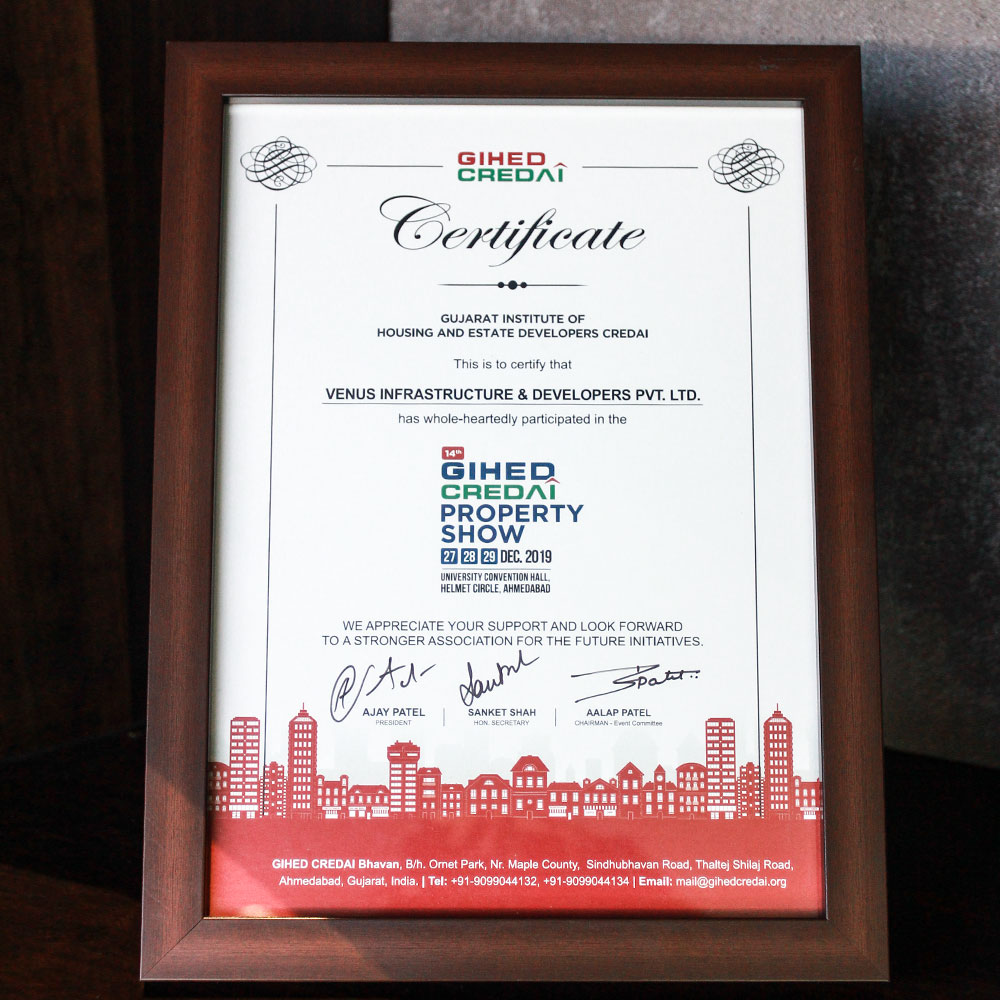 GIHED
CREDAI
Certificate
GUJARAT INSTITUTE OF
HOUSING AND ESTATE DEVELOPERS CREDAI
This is to certify that
VENUS INFRASTRUCTURE & DEVELOPERS PVT. LTD.
has whole-heartedly participated in the
14th
GIHED
CREDAI
PROPERTY
SHOW
27 28 29 DEC. 2019
UNIVERSITY CONVENTION HALL,
HELMET CIRCLE, AHMEDABAD
WE APPRECIATE YOUR SUPPORT AND LOOK FORWARD
TO A STRONGER ASSOCIATION FOR THE FUTURE INITIATIVES.
AJAY PATEL SANKET SHAH AALAP PATEL
PRESIDENT HON. SECRETARY CHAIRMAN - Event Committee
GIHED CREDAI Bhavan, B/h. Ornet Park, Nr. Maple County, Sindhubhavan Road, Thaltej Shilaj Road,
Ahmedabad, Gujarat, India. | Tel: +91-9099044132, +91-9099044134 | Email: mail@gihedcredai.org